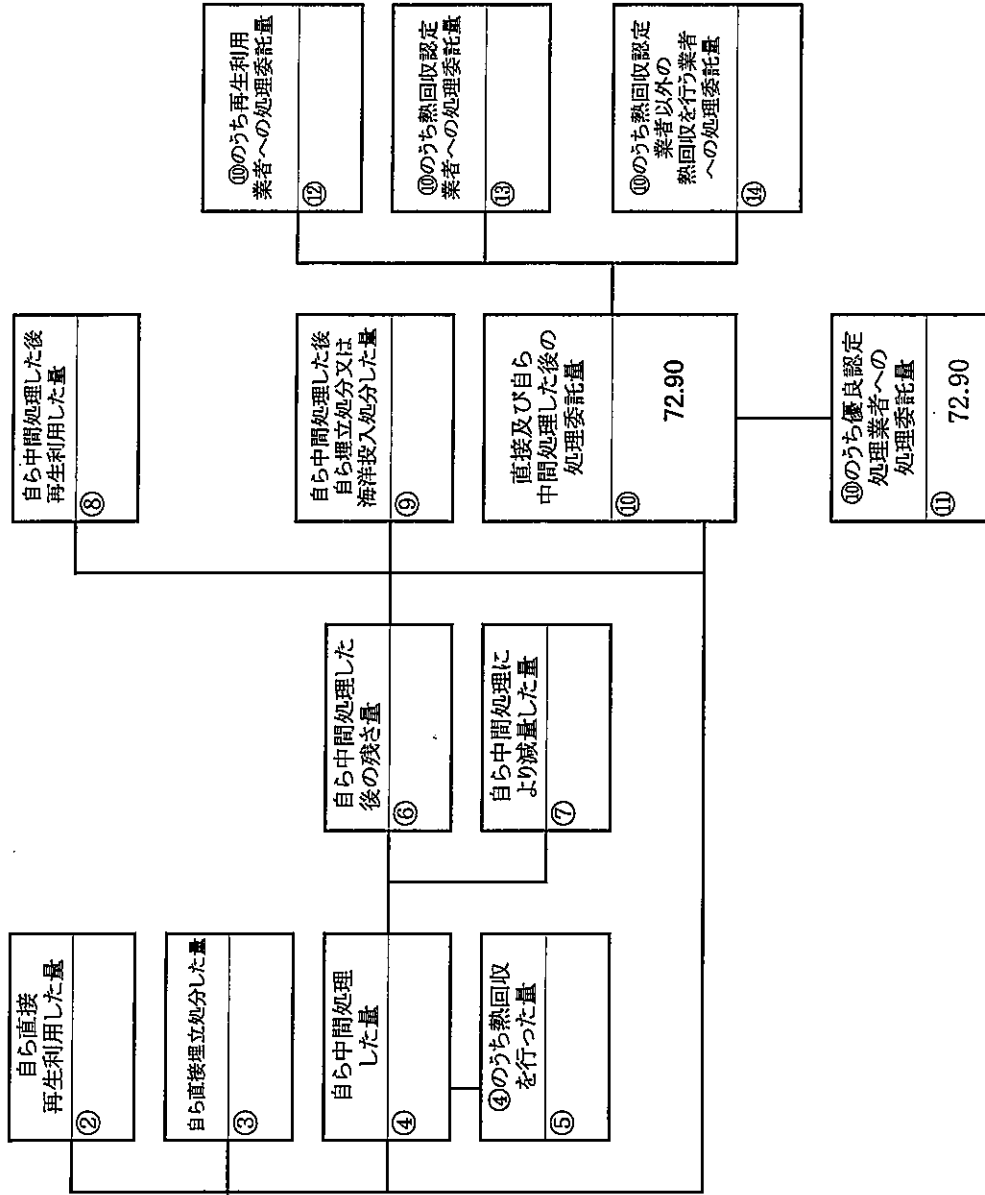 自ら直接
再生利用した量
②
自ら直接埋立処分した量
③
自ら中間処理
した量
④
④のうち熱回収
を行った量
⑤
自ら中間処理した
後の残さ量
⑥
自ら中間処理に
より減量した量
⑦
自ら中間処理した後
再生利用した量
⑧
自ら中間処理した後
自ら埋立処分又は
海洋投入処分した量
⑨
直接及び自ら
中間処理した後の
処理委託量
⑩
72.90
⑩のうち優良認定
処理業者への
処理委託量
⑪
72.90
⑩のうち再生利用
業者への処理委託量
⑫
⑩のうち熱回収認定
業者への処理委託量
⑬
⑩のうち熱回収認定
業者以外の
熱回収を行う業者
への処理委託量
⑭